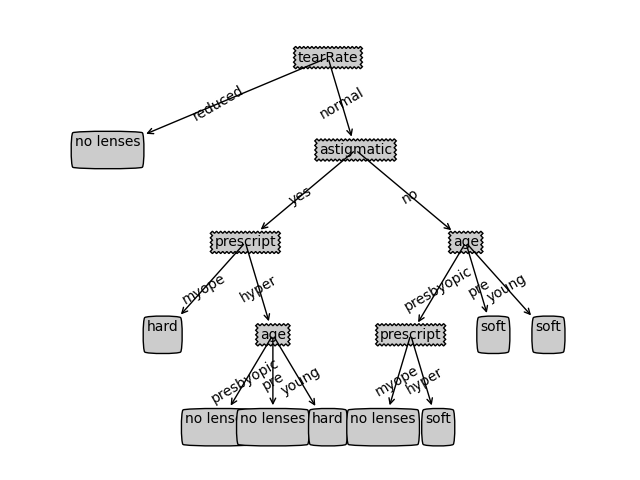 tearRate
reduced
normal
no lenses
astigmatic
yes
no
prescript
age
myope
hyper
presbyopic
pre
young
hard
age
prescript
soft
soft
presbyopic
pre
young
myope
hyper
no lens
no lenses
hard
no lenses
soft